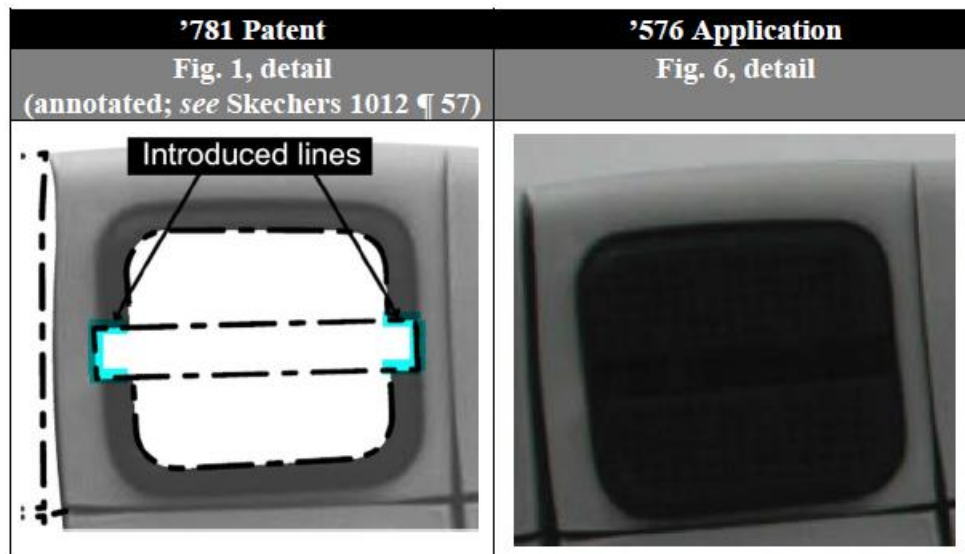 ’781 Patent
’576 Application
Fig. 1, detail
(annotated; see Skechers 1012 ¶ 57)
Fig. 6, detail
Introduced lines